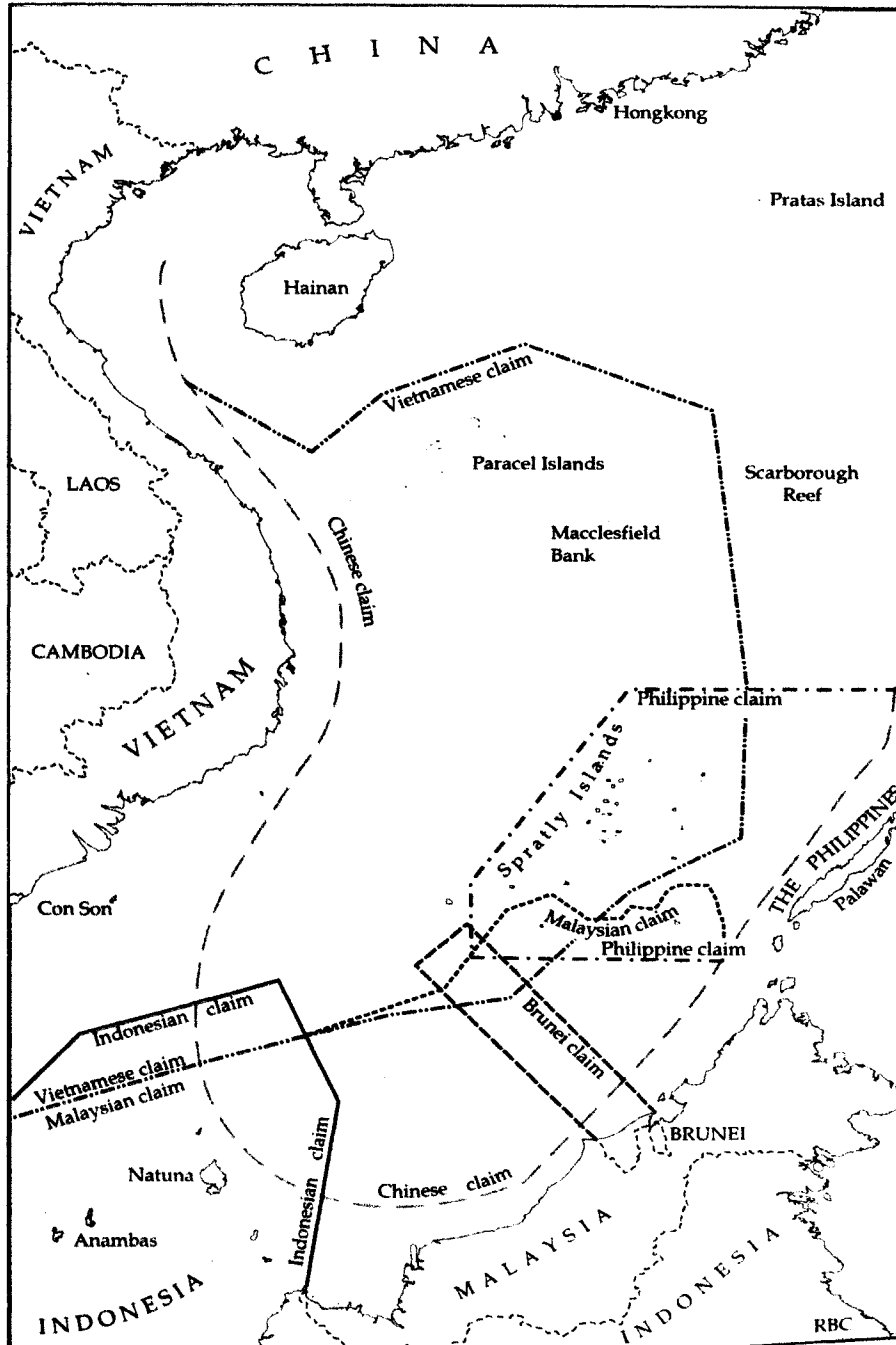 CHINA
Hongkong
VIETNAM
Pratas Island
Hainan
Vietnamese claim
Paracel Islands
Scarborough
Reef
LAOS
Macclesfield
Bank
Chinese claim
CAMBODIA
VIETNAM
Philippine claim
Spratly Islands
THE PHILIPPINES
Palawan
Con Son
Malaysian claim
Philippine claim
Indonesian claim
Brunei claim
Vietnamese claim
Malaysian claim
BRUNEI
Natuna
Chinese claim
Indonesian claim
Anambas
MALAYSIA
INDONESIA
INDONESIA
RBC